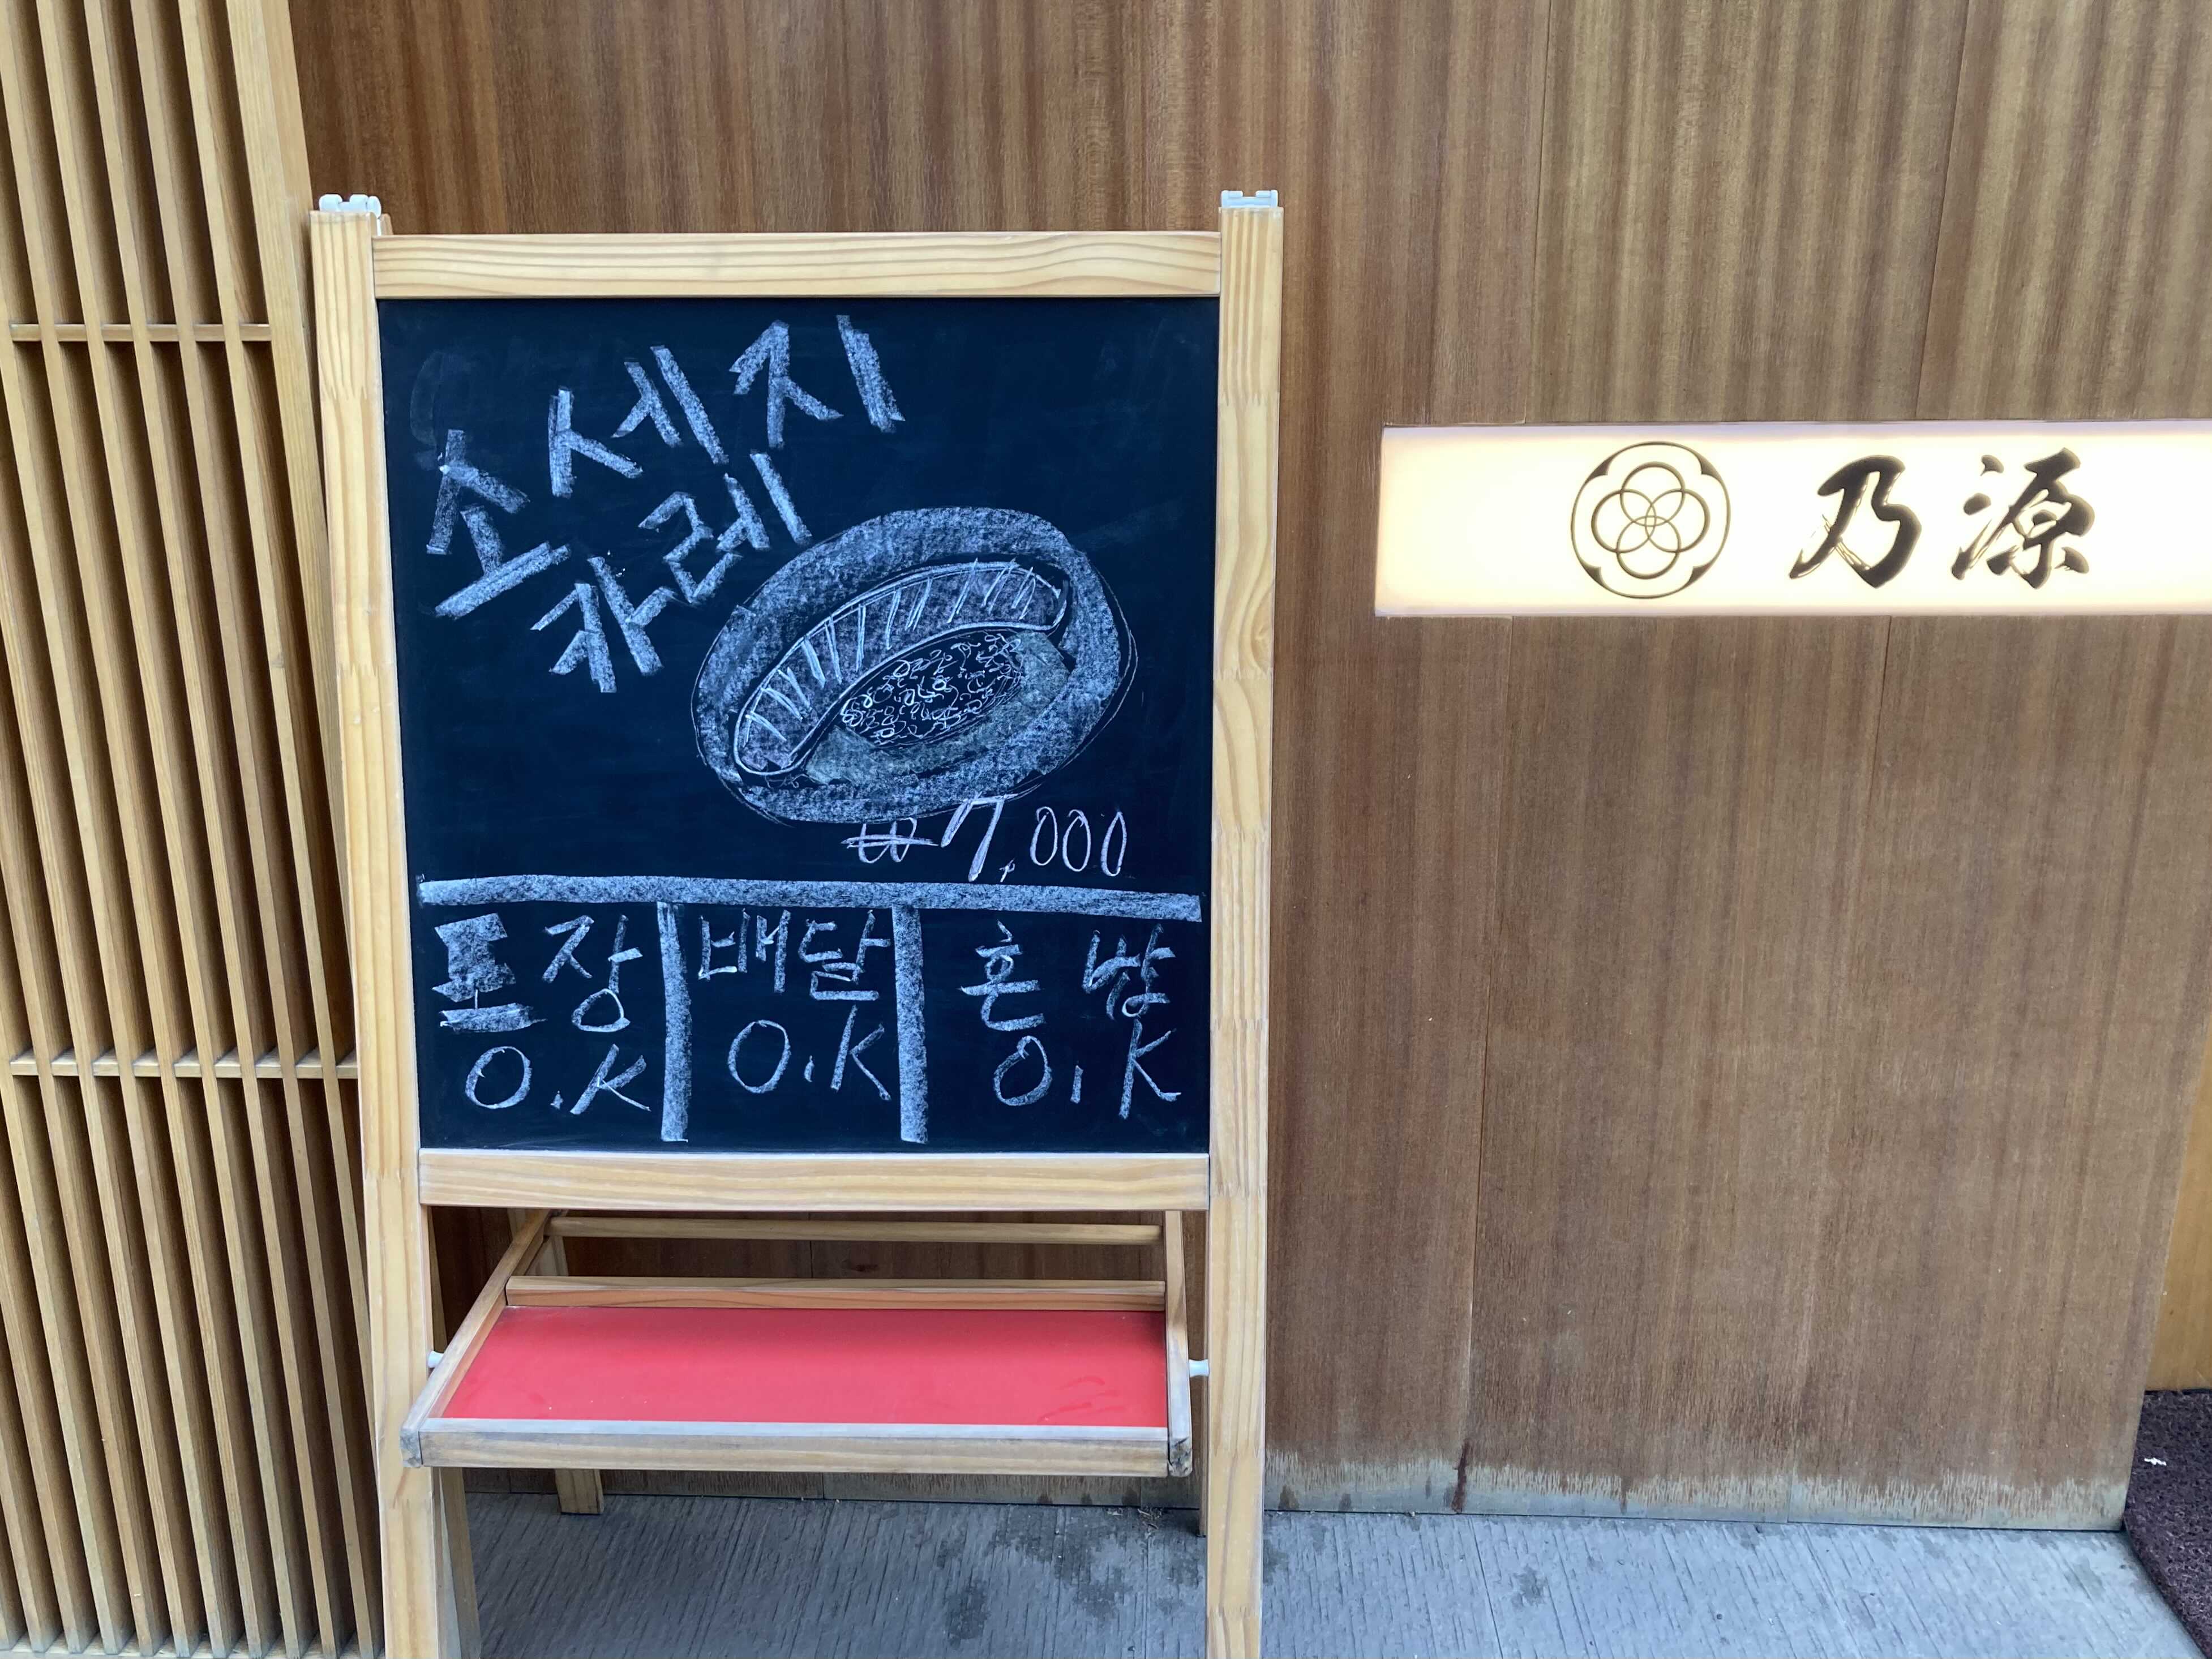 소세지
카레
₩7,000
포장 배달 혼밥
O.K O.K O.K
乃源